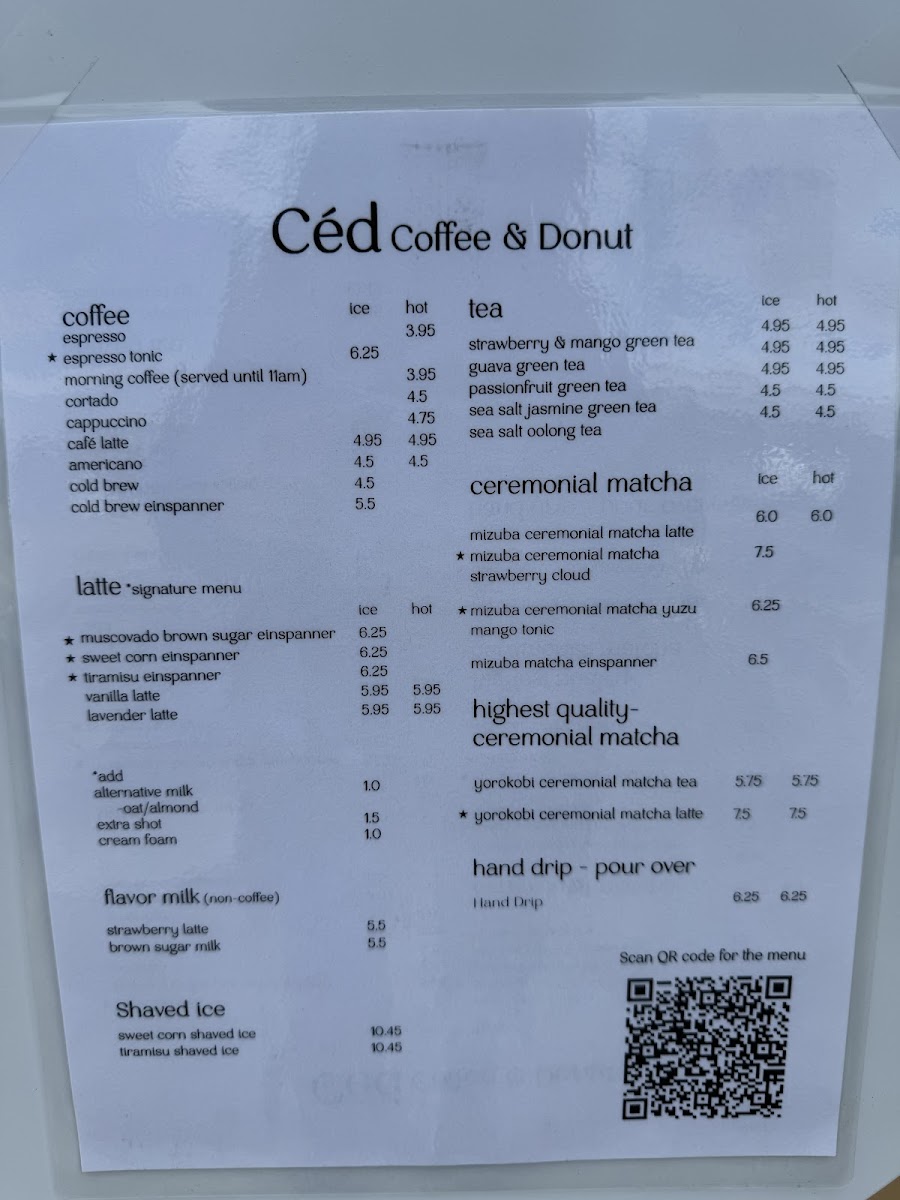 Céd Coffee & Donut
coffee ice hot
espresso 3.95
★ espresso tonic 6.25
morning coffee (served until 11am) 3.95
cortado 4.5
cappuccino 4.75
café latte 4.95 4.95
americano 4.5 4.5
cold brew 4.5
cold brew einspanner 5.5
latte *signature menu
ice hot
★ muscovado brown sugar einspanner 6.25
★ sweet corn einspanner 6.25
★ tiramisu einspanner 6.25
vanilla latte 5.95 5.95
lavender latte 5.95 5.95
*add
alternative milk 1.0
-oat/almond
extra shot 1.5
cream foam 1.0
flavor milk (non-coffee)
strawberry latte 5.5
brown sugar milk 5.5
Shaved ice
sweet corn shaved ice 10.45
tiramisu shaved ice 10.45
tea ice hot
strawberry & mango green tea 4.95 4.95
guava green tea 4.95 4.95
passionfruit green tea 4.95 4.95
sea salt jasmine green tea 4.5 4.5
sea salt oolong tea 4.5 4.5
ceremonial matcha ice hot
mizuba ceremonial matcha latte 6.0 6.0
★ mizuba ceremonial matcha 7.5
strawberry cloud
★ mizuba ceremonial matcha yuzu 6.25
mango tonic
mizuba matcha einspanner 6.5
highest quality-
ceremonial matcha
yorokobi ceremonial matcha tea 5.75 5.75
★ yorokobi ceremonial matcha latte 7.5 7.5
hand drip - pour over
Hand Drip 6.25 6.25
Scan QR code for the menu